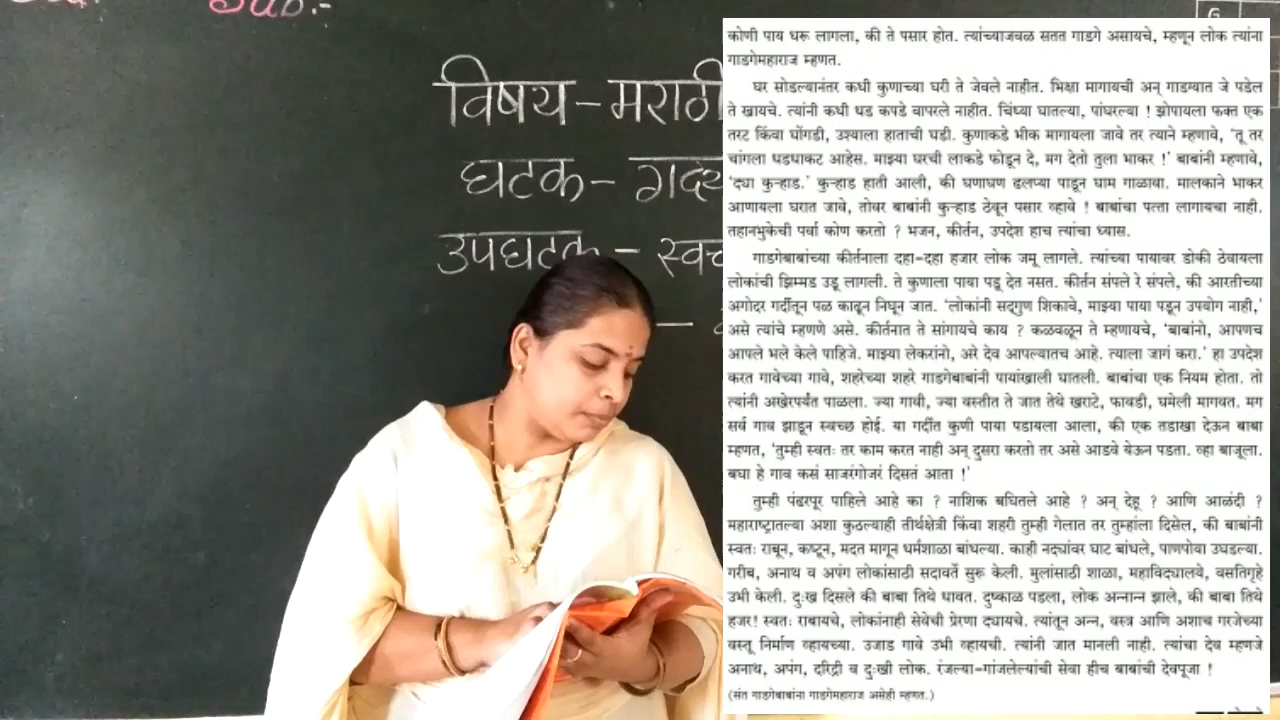 Sub:-
विषय - मराठी
घटक - गद्य
उपघटक -
कोणी पाय धरू लागला, की ते पसार होत. त्यांच्याजवळ सतत गाडगे असायचे, म्हणून लोक त्यांना
गाडगेमहाराज म्हणत.
घर सोडल्यानंतर कधी कुणाच्या घरी ते जेवले नाहीत. भिक्षा मागायची अन् गाडग्यात जे पडेल
ते खायचे. त्यांनी कधी धड कपडे वापरले नाहीत. चिंध्या घातल्या, पांघरल्या ! झोपायला फक्त एक
तरट किंवा घोंगडी, उश्याला हाताची घडी. कुणाकडे भीक मागायला जावे तर त्याने म्हणावे, 'तू तर
चांगला धडधाकट आहेस. माझ्या घरची लाकडे फोडून दे, मग देतो तुला भाकर !' बाबांनी म्हणावे,
'द्या कुऱ्हाड.' कुऱ्हाड हाती आली, की घणाघण ढलप्या पाडून घाम गाळावा. मालकाने भाकर
आणायला घरात जावे, तोवर बाबांनी कुऱ्हाड ठेवून पसार व्हावे ! बाबांचा पत्ता लागायचा नाही.
तहानभुकेची पर्वा कोण करतो ? भजन, कीर्तन, उपदेश हाच त्यांचा ध्यास.
गाडगेबाबांच्या कीर्तनाला दहा-दहा हजार लोक जमू लागले. त्यांच्या पायावर डोकी ठेवायला
लोकांची झिम्मड उडू लागली. ते कुणाला पाया पडू देत नसत. कीर्तन संपले रे संपले, की आरतीच्या
अगोदर गर्दीतून पळ काढून निघून जात. 'लोकांनी सद्गुण शिकावे, माझ्या पाया पडून उपयोग नाही,'
असे त्यांचे म्हणणे असे. कीर्तनात ते सांगायचे काय ? कळवळून ते म्हणायचे, 'बाबांनो, आपणच
आपले भले केले पाहिजे. माझ्या लेकरांनो, अरे देव आपल्यातच आहे. त्याला जागं करा.' हा उपदेश
करत गावेच्या गावे, शहरेच्या शहरे गाडगेबाबांनी पायांखाली घातली. बाबांचा एक नियम होता. तो
त्यांनी अखेरपर्यंत पाळला. ज्या गावी, ज्या वस्तीत ते जात तेथे खराटे, फावडी, घमेली मागवत. मग
सर्व गाव झाडून स्वच्छ होई. या गर्दीत कुणी पाया पडायला आला, की एक तडाखा देऊन बाबा
म्हणत, 'तुम्ही स्वतः तर काम करत नाही अन् दुसरा करतो तर असे आडवे येऊन पडता. व्हा बाजूला.
बघा हे गाव कसं साजरंगोजरं दिसतं आता !'
तुम्ही पंढरपूर पाहिले आहे का ? नाशिक बघितले आहे ? अन् देहू ? आणि आळंदी ?
महाराष्ट्रातल्या अशा कुठल्याही तीर्थक्षेत्री किंवा शहरी तुम्ही गेलात तर तुम्हांला दिसेल, की बाबांनी
स्वतः राबून, कष्टून, मदत मागून धर्मशाळा बांधल्या. काही नद्यांवर घाट बांधले, पाणपोया उघडल्या.
गरीब, अनाथ व अपंग लोकांसाठी सदावर्ते सुरू केली. मुलांसाठी शाळा, महाविद्यालये, वसतिगृहे
उभी केली. दुःख दिसले की बाबा तिथे धावत. दुष्काळ पडला, लोक अन्नान्न झाले, की बाबा तिथे
हजर! स्वतः राबायचे, लोकांनाही सेवेची प्रेरणा द्यायचे. त्यांतून अन्न, वस्त्र आणि अशाच गरजेच्या
वस्तू निर्माण व्हायच्या. उजाड गावे उभी व्हायची. त्यांनी जात मानली नाही. त्यांचा देव म्हणजे
अनाथ, अपंग, दरिद्री व दुःखी लोक. रंजल्या-गांजलेल्यांची सेवा हीच बाबांची देवपूजा !
(संत गाडगेबाबांना गाडगेमहाराज असेही म्हणत.)